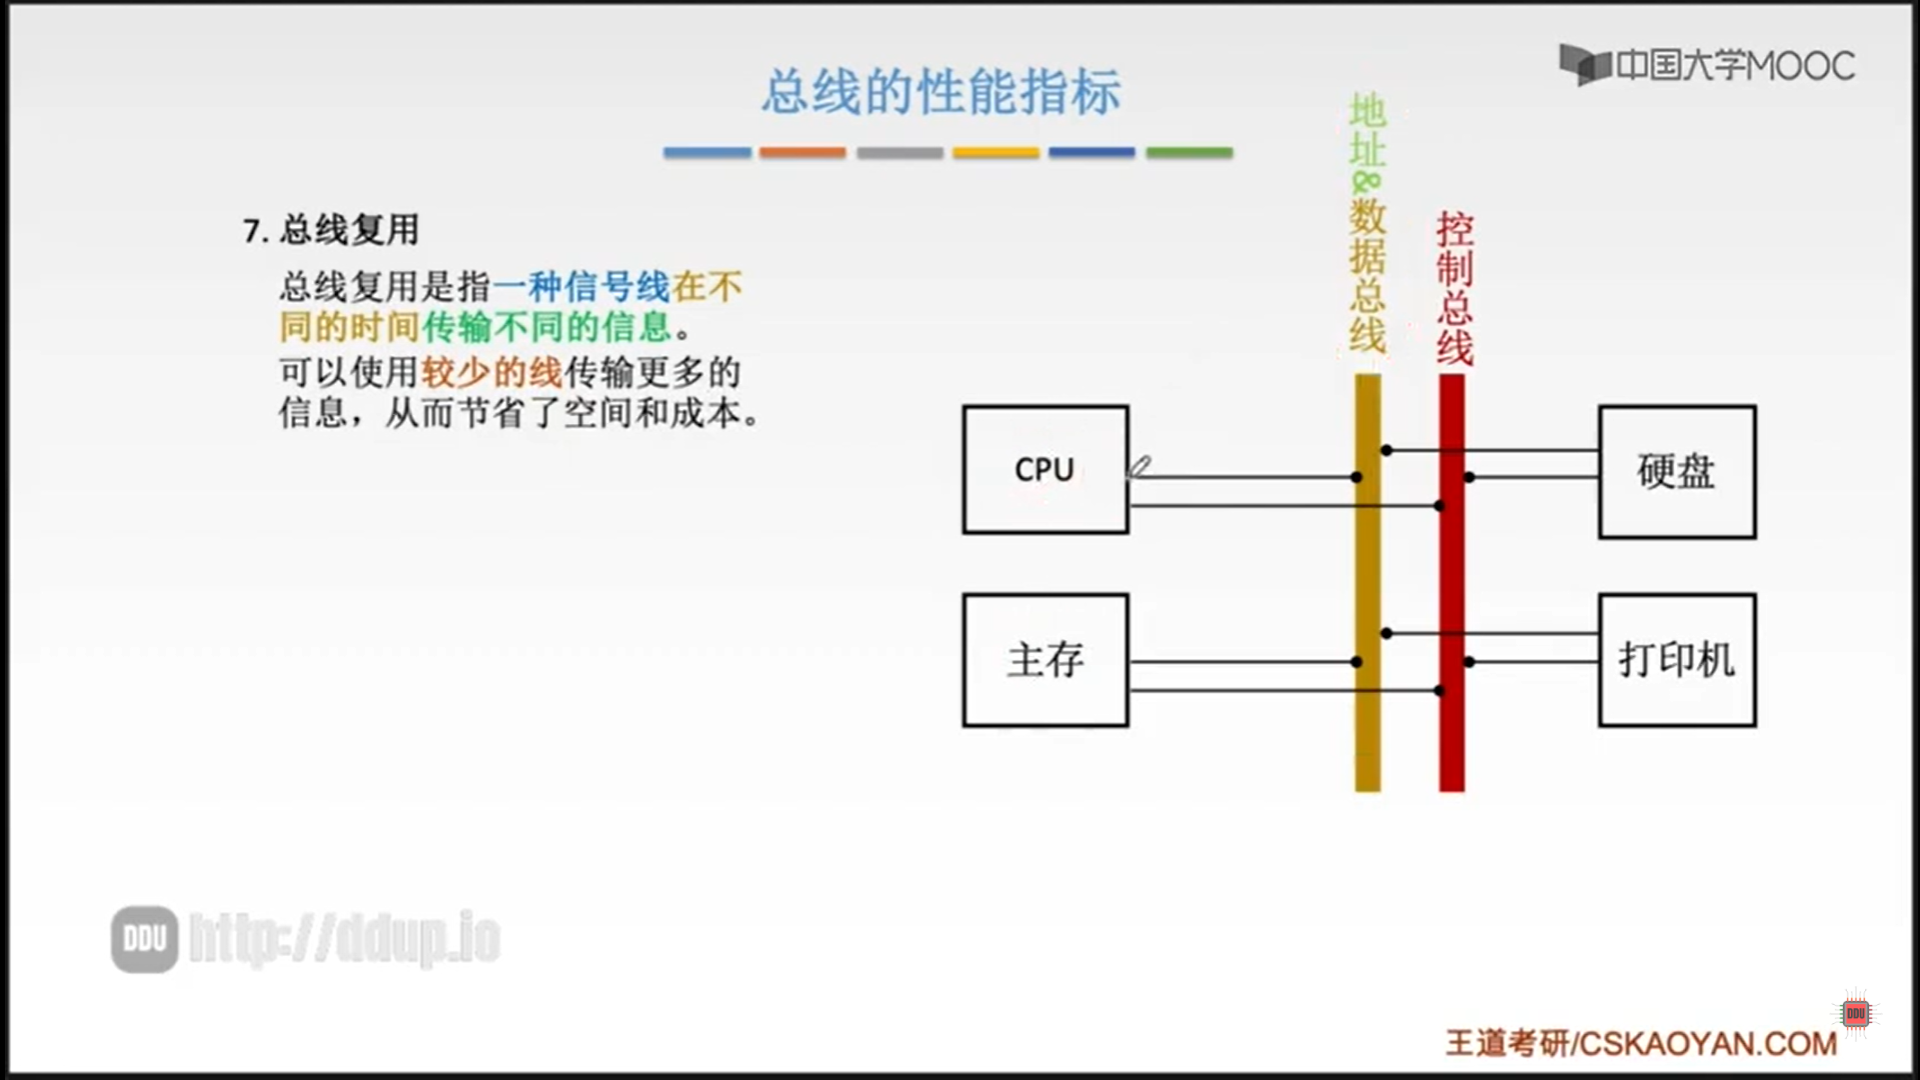 总线的性能指标
中国大学MOOC
7. 总线复用
总线复用是指一种信号线在不
同的时间传输不同的信息。
可以使用较少的线传输更多的
信息，从而节省了空间和成本。
地址&数据总线
控制总线
CPU
硬盘
主存
打印机
DDU http://ddup.io
DDU
王道考研/CSKAOYAN.COM